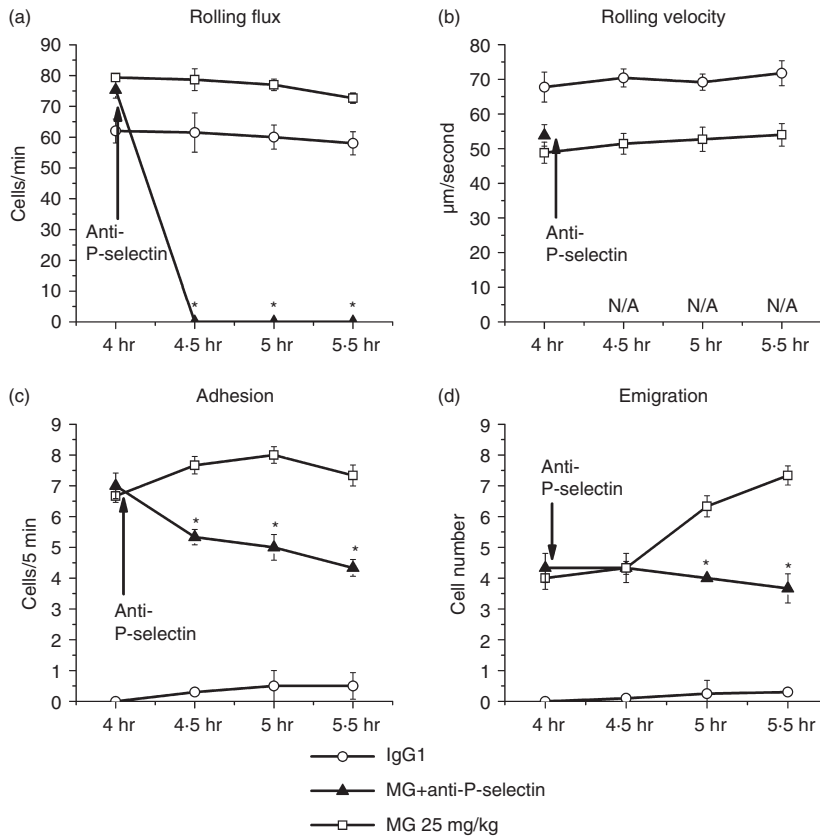 (a) Rolling flux
90
80
70
60
50
40
30
20
10
0
Cells/min
Anti-
P-selectin
* * *
4 hr 4·5 hr 5 hr 5·5 hr
(b) Rolling velocity
80
70
60
50
40
30
20
10
0
µm/second
Anti-
P-selectin
N/A N/A N/A
4 hr 4·5 hr 5 hr 5·5 hr
(c) Adhesion
9
8
7
6
5
4
3
2
1
0
Cells/5 min
Anti-
P-selectin
* * *
4 hr 4·5 hr 5 hr 5·5 hr
(d) Emigration
9
8
7
6
5
4
3
2
1
0
Cell number
Anti-
P-selectin
* *
4 hr 4·5 hr 5 hr 5·5 hr
IgG1
MG+anti-P-selectin
MG 25 mg/kg